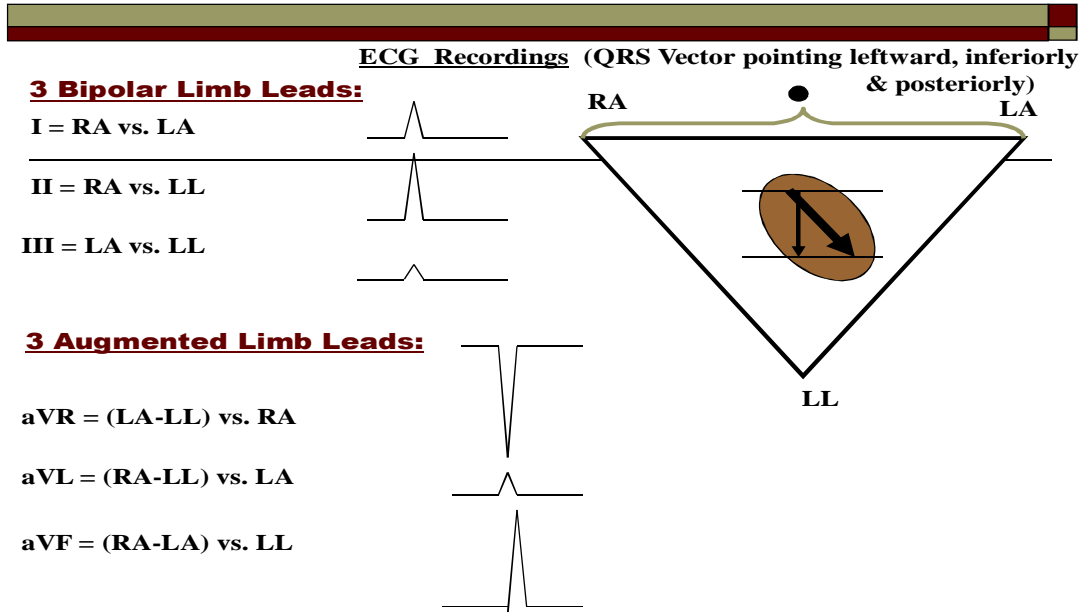 ECG Recordings (QRS Vector pointing leftward, inferiorly
& posteriorly)
3 Bipolar Limb Leads:
RA
LA
I = RA vs. LA
II = RA vs. LL
III = LA vs. LL
3 Augmented Limb Leads:
LL
aVR = (LA-LL) vs. RA
aVL = (RA-LL) vs. LA
aVF = (RA-LA) vs. LL